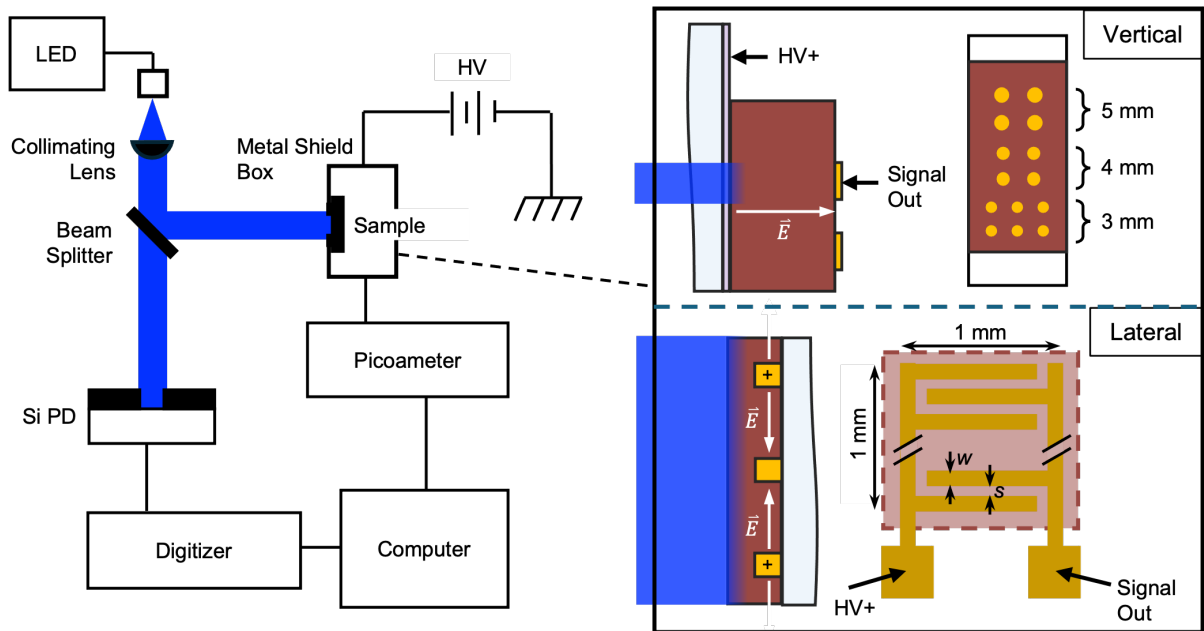 LED
Collimating
Lens
Beam
Splitter
Metal Shield
Box
HV
Sample
Picoameter
Si PD
Digitizer
Computer
Vertical
HV+
Signal
Out
E
5 mm
4 mm
3 mm
Lateral
+
E
E
+
1 mm
1 mm
w
s
HV+
Signal
Out